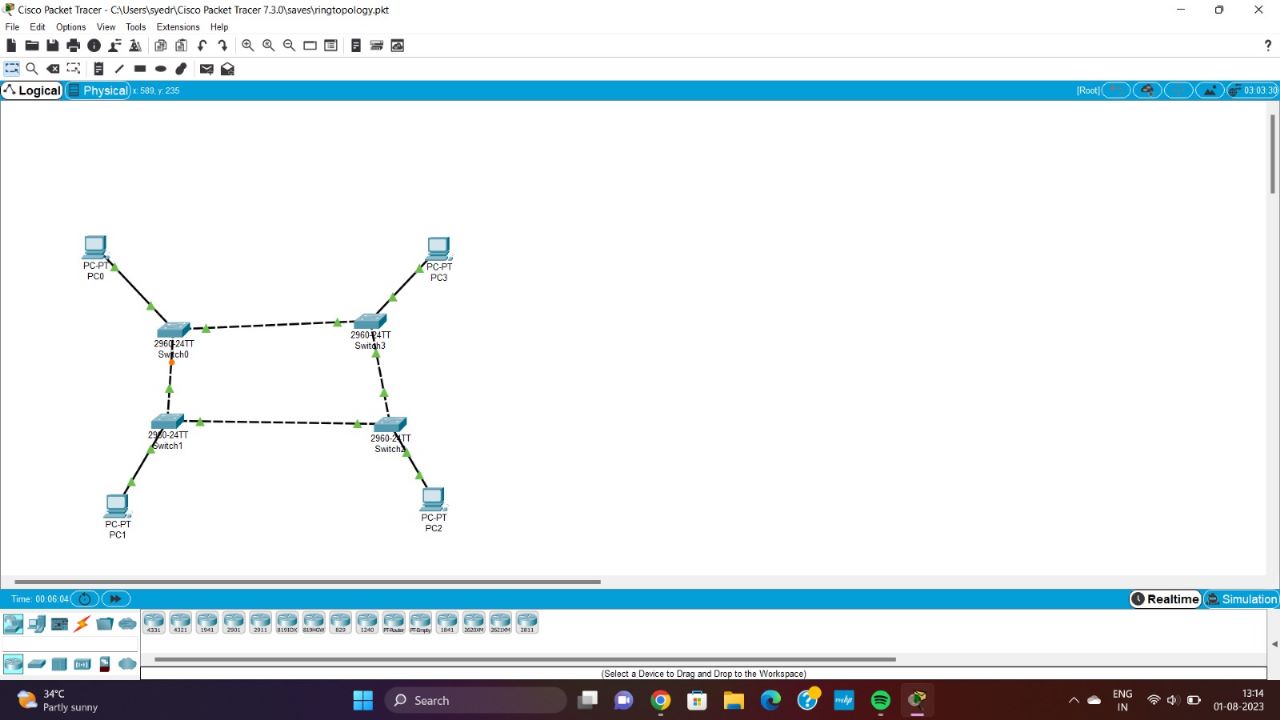 Cisco Packet Tracer - C:\Users\syedr\Cisco Packet Tracer 7.3.0\saves\ringtopology.pkt
File Edit Options View Tools Extensions Help
?
Logical Physical x: 589, y: 235 [Root] 03:03:30
PC-PT
PC0
PC-PT
PC3
2960-24TT
Switch0
2960-24TT
Switch3
2960-24TT
Switch1
2960-24TT
Switch2
PC-PT
PC1
PC-PT
PC2
Time: 00:06:04 Realtime Simulation
4331 4321 1941 2901 2911 819IOX 819HGW 829 1240 PT-Router PT-Empty 1841 2620XM 2621XM 2811
(Select a Device to Drag and Drop to the Workspace)
34°C
Partly sunny
Search
ENG
IN
13:14
01-08-2023